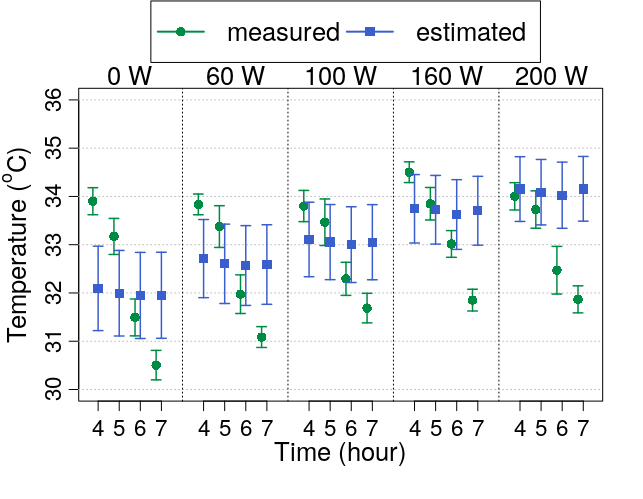 measured estimated
0 W 60 W 100 W 160 W 200 W
36
35
34
33
32
31
30
Temperature (°C)
4 5 6 7 4 5 6 7 4 5 6 7 4 5 6 7 4 5 6 7
Time (hour)